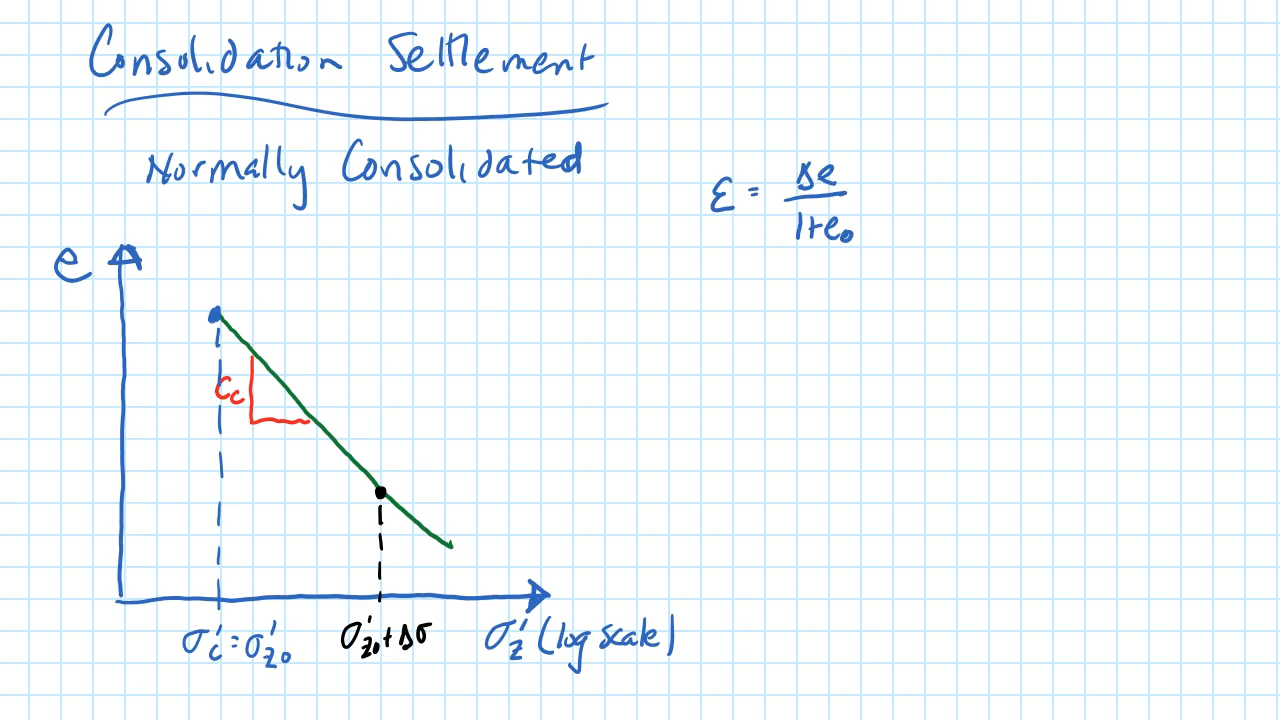 Consolidation Settlement
Normally Consolidated
ε = Δe / 1+e₀
e
Cc
σ'c = σ'z₀
σ'z₀ + Δσ
σ'z (log scale)